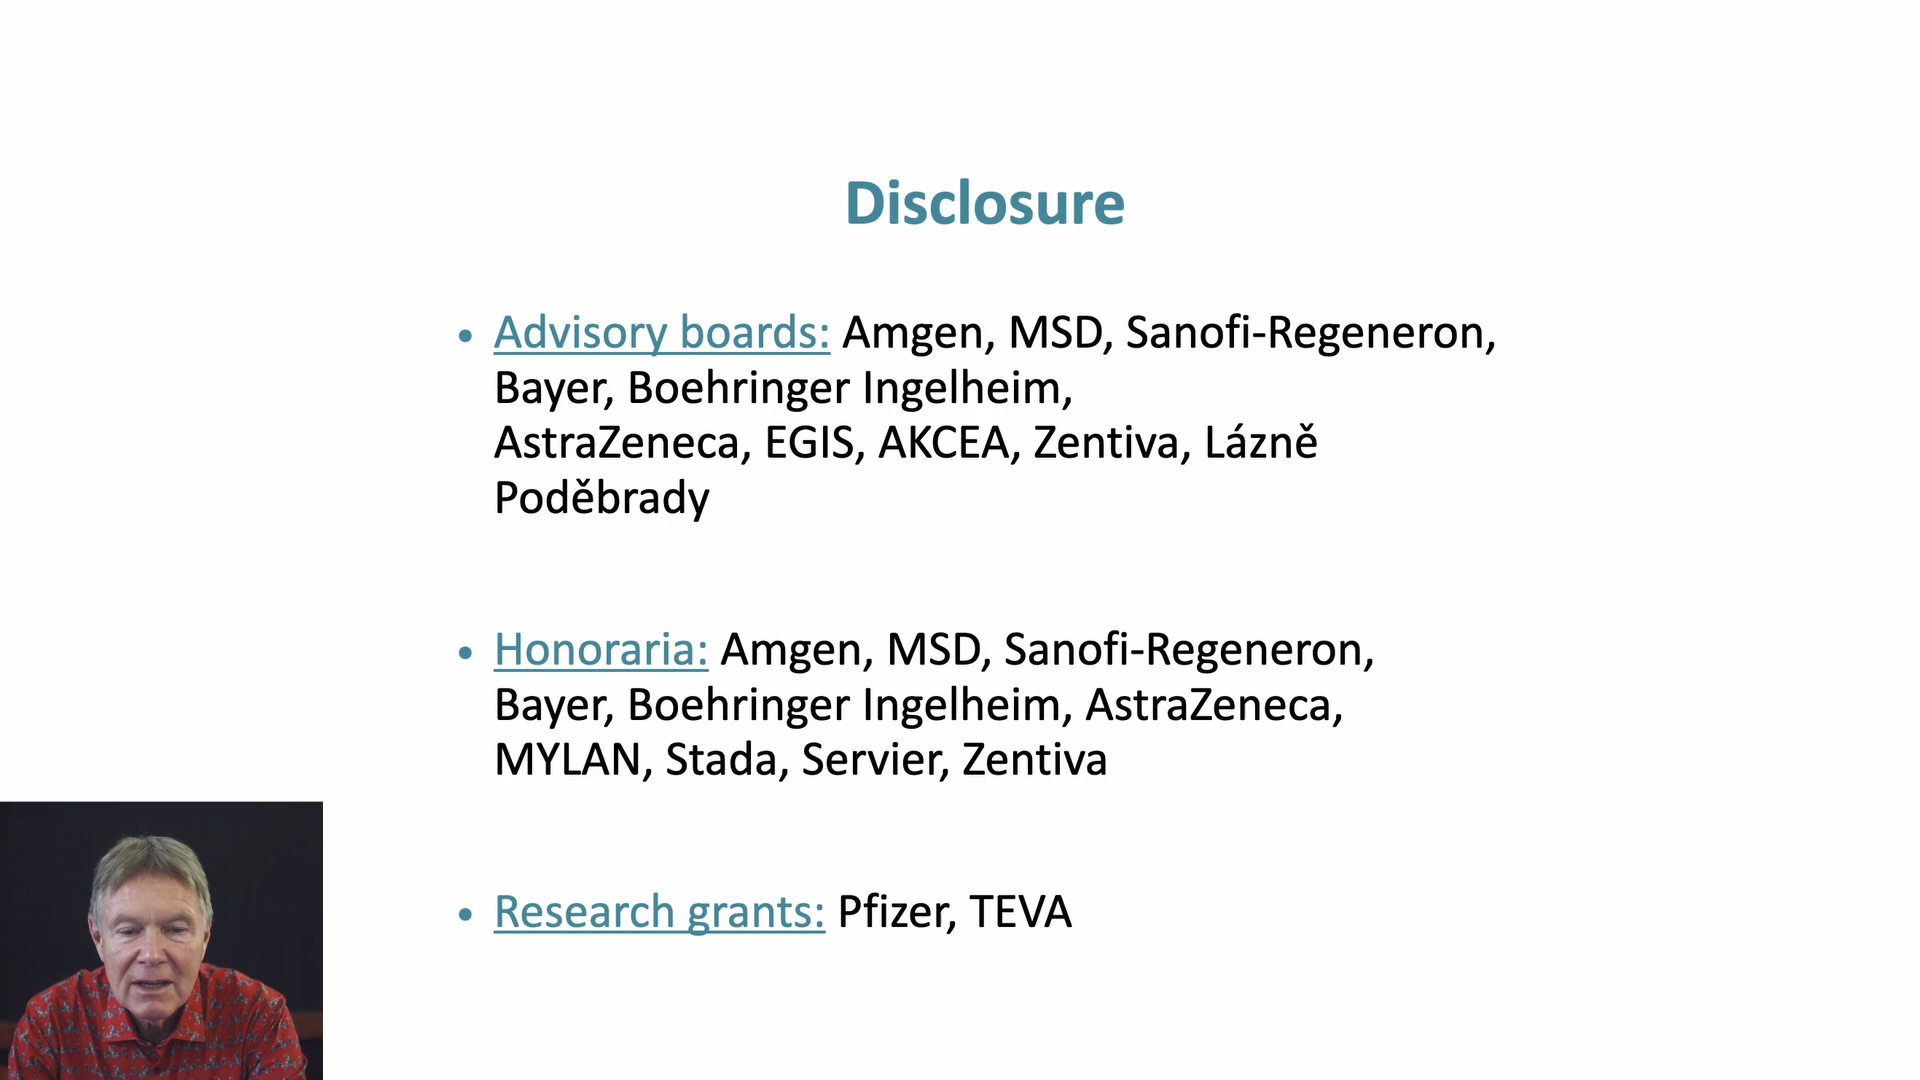 Disclosure
• Advisory boards: Amgen, MSD, Sanofi-Regeneron,
Bayer, Boehringer Ingelheim,
AstraZeneca, EGIS, AKCEA, Zentiva, Lázně
Poděbrady
• Honoraria: Amgen, MSD, Sanofi-Regeneron,
Bayer, Boehringer Ingelheim, AstraZeneca,
MYLAN, Stada, Servier, Zentiva
• Research grants: Pfizer, TEVA